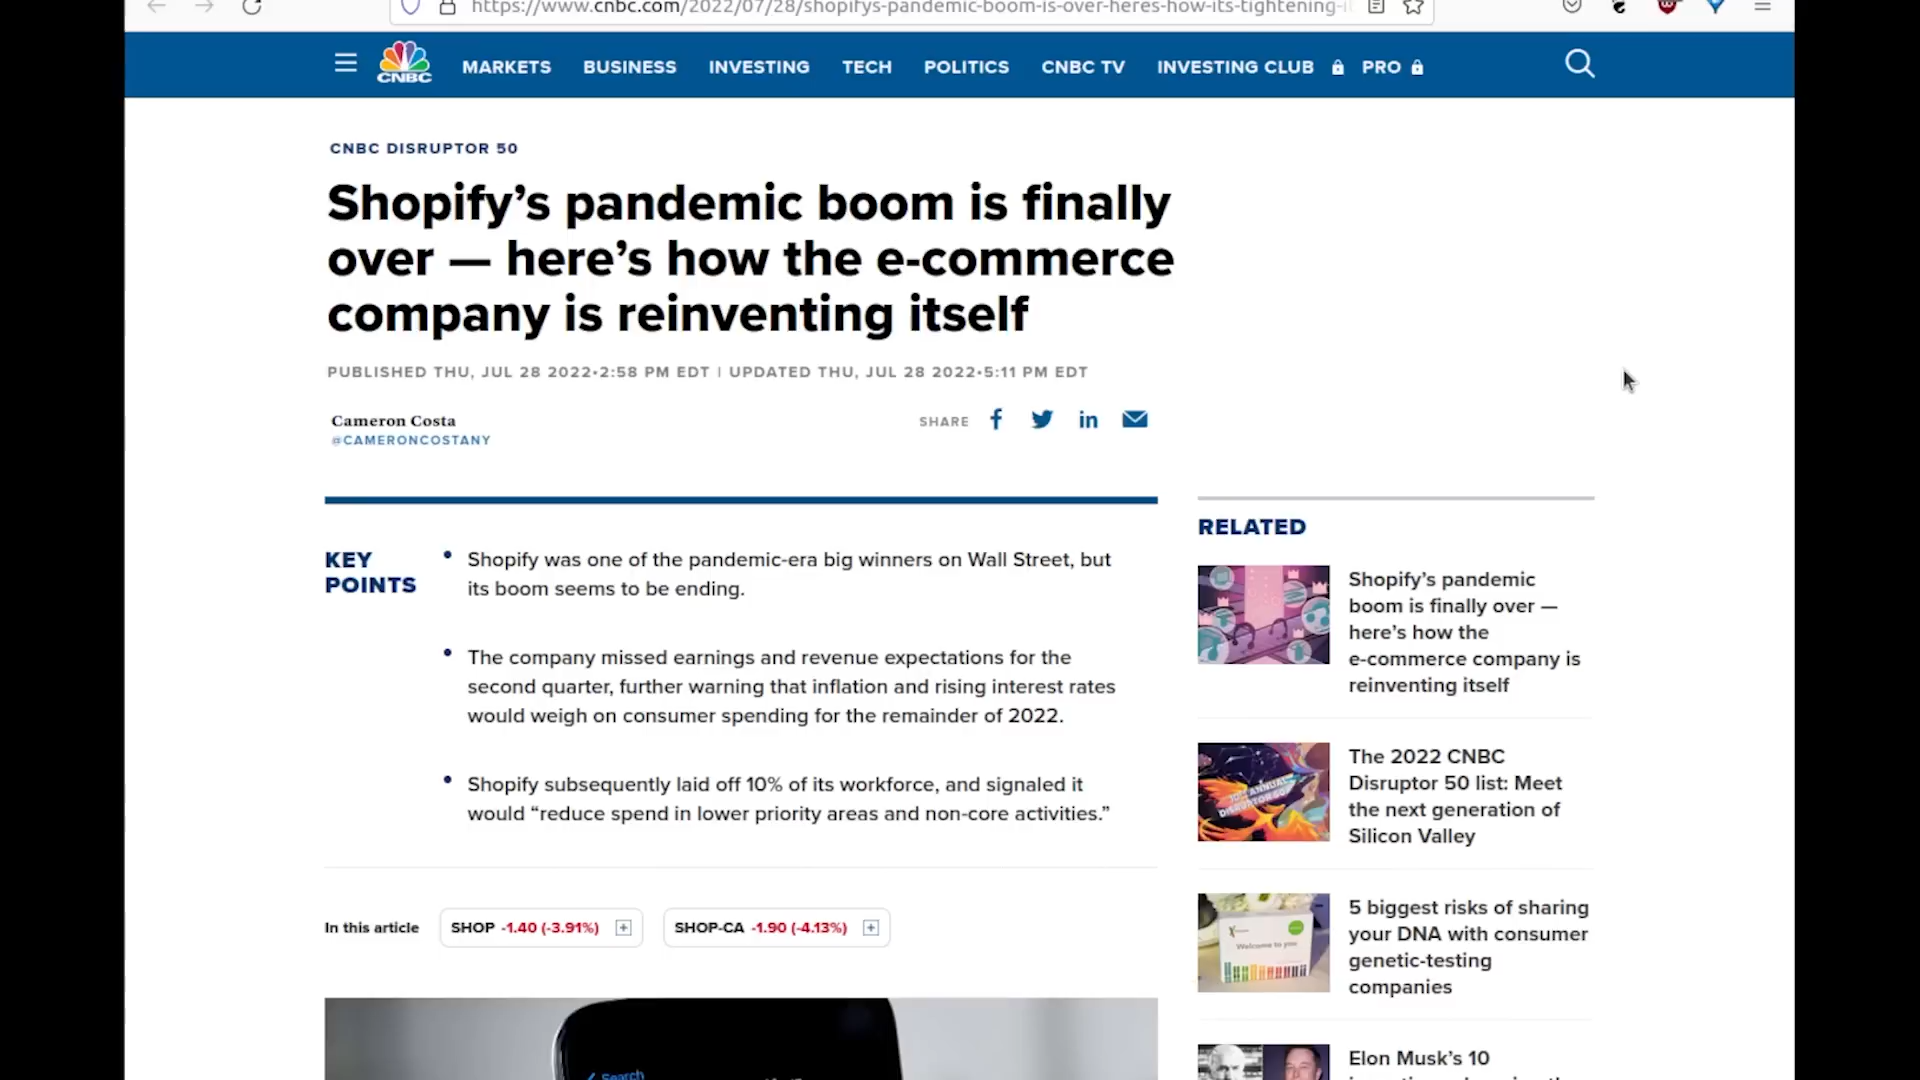 https://www.cnbc.com/2022/07/28/shopifys-pandemic-boom-is-over-heres-how-its-tightening-i
CNBC
MARKETS BUSINESS INVESTING TECH POLITICS CNBC TV INVESTING CLUB PRO
CNBC DISRUPTOR 50
Shopify’s pandemic boom is finally
over — here’s how the e-commerce
company is reinventing itself
PUBLISHED THU, JUL 28 2022•2:58 PM EDT | UPDATED THU, JUL 28 2022•5:11 PM EDT
Cameron Costa
@CAMERONCOSTANY
SHARE
KEY
POINTS
Shopify was one of the pandemic-era big winners on Wall Street, but
its boom seems to be ending.
The company missed earnings and revenue expectations for the
second quarter, further warning that inflation and rising interest rates
would weigh on consumer spending for the remainder of 2022.
Shopify subsequently laid off 10% of its workforce, and signaled it
would “reduce spend in lower priority areas and non-core activities.”
In this article SHOP -1.40 (-3.91%) SHOP-CA -1.90 (-4.13%)
Search
RELATED
Shopify’s pandemic
boom is finally over —
here’s how the
e-commerce company is
reinventing itself
The 2022 CNBC
Disruptor 50 list: Meet
the next generation of
Silicon Valley
Welcome to you
5 biggest risks of sharing
your DNA with consumer
genetic-testing
companies
Elon Musk’s 10